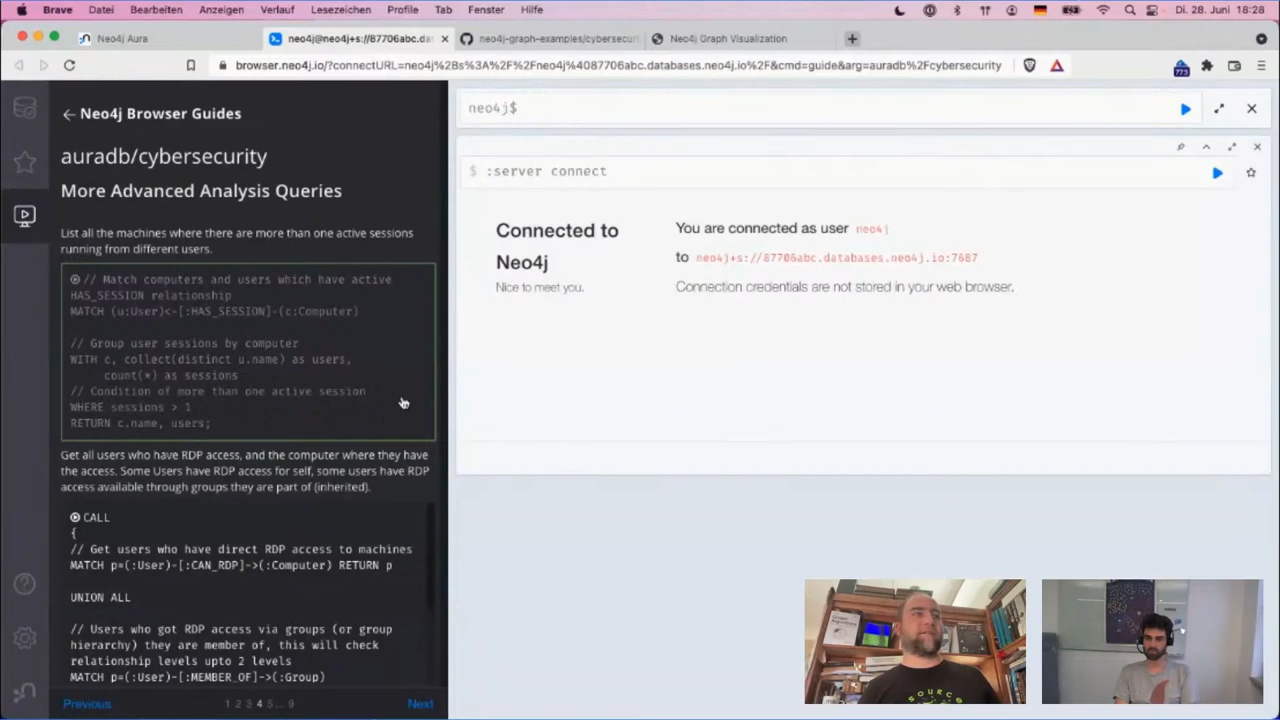 Brave Datei Bearbeiten Anzeigen Verlauf Lesezeichen Profile Tab Fenster Hilfe Di. 28. Juni 18:28
Neo4j Aura
neo4j@neo4j+s://87706abc.da
neo4j-graph-examples/cybersecuri
Neo4j Graph Visualization
browser.neo4j.io/?connectURL=neo4j%2Bs%3A%2F%2Fneo4j%4087706abc.databases.neo4j.io%2F&cmd=guide&arg=auradb%2Fcybersecurity
773
Neo4j Browser Guides
auradb/cybersecurity
More Advanced Analysis Queries
List all the machines where there are more than one active sessions
running from different users.
// Match computers and users which have active
HAS_SESSION relationship
MATCH (u:User)<-[:HAS_SESSION]-(c:Computer)
// Group user sessions by computer
WITH c, collect(distinct u.name) as users,
count(*) as sessions
// Condition of more than one active session
WHERE sessions > 1
RETURN c.name, users;
Get all users who have RDP access, and the computer where they have
the access. Some Users have RDP access for self, some users have RDP
access available through groups they are part of (inherited).
CALL
{
// Get users who have direct RDP access to machines
MATCH p=(:User)-[:CAN_RDP]->(:Computer) RETURN p
UNION ALL
// Users who got RDP access via groups (or group
hierarchy) they are member of, this will check
relationship levels upto 2 levels
MATCH p=(:User)-[:MEMBER_OF]->(:Group)
Previous 1 2 3 4 5 ... 9 Next
neo4j$
$ :server connect
Connected to
Neo4j
Nice to meet you.
You are connected as user neo4j
to neo4j+s://87706abc.databases.neo4j.io:7687
Connection credentials are not stored in your web browser.
Graph
Algorithms
SOURCE